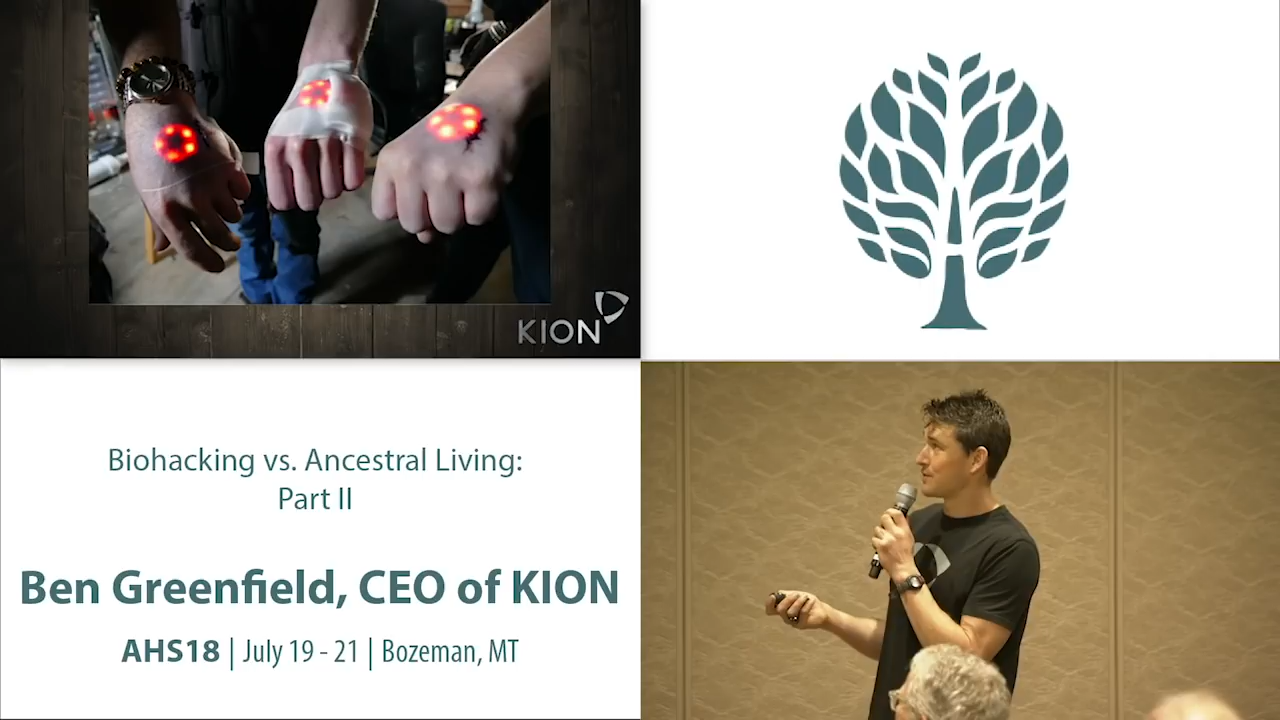 KION
Biohacking vs. Ancestral Living:
Part II
Ben Greenfield, CEO of KION
AHS18 | July 19 - 21 | Bozeman, MT